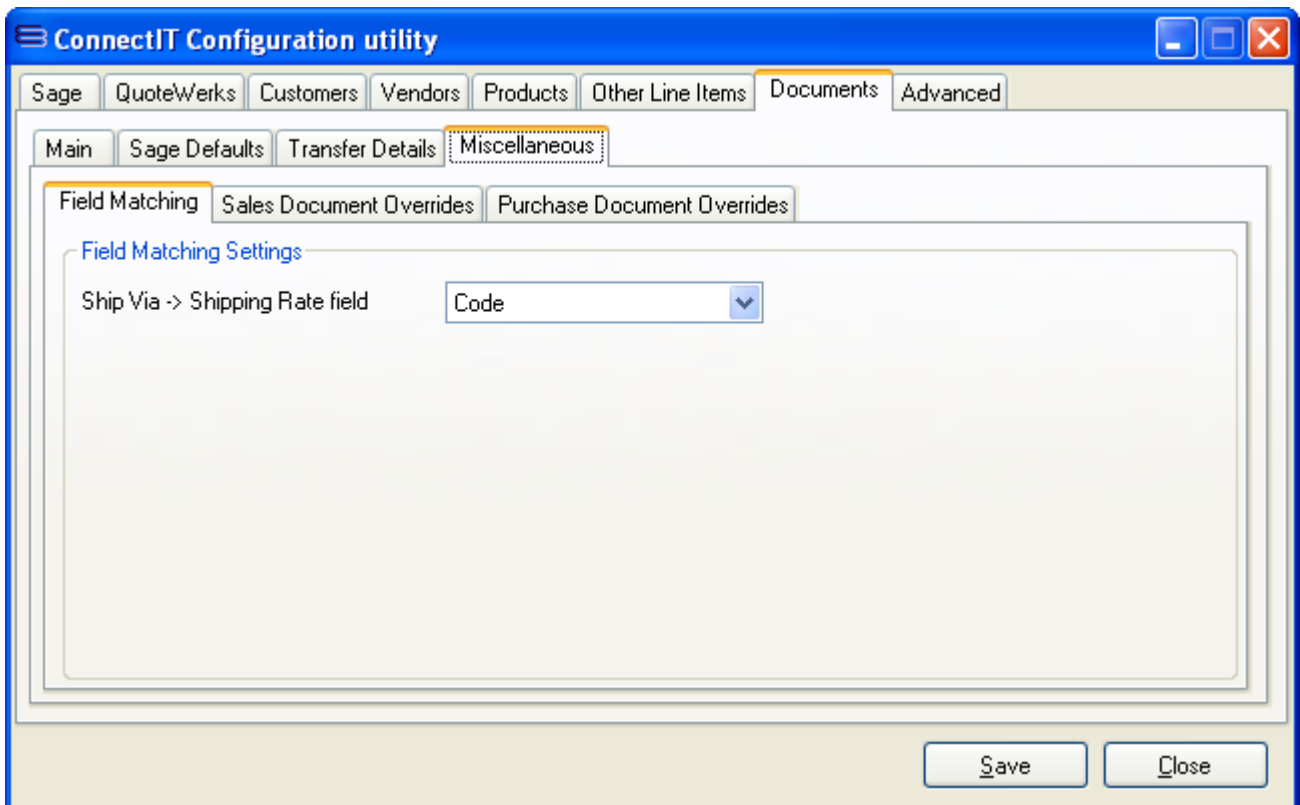 ConnectIT Configuration utility
Sage QuoteWerks Customers Vendors Products Other Line Items Documents Advanced
Main Sage Defaults Transfer Details Miscellaneous
Field Matching Sales Document Overrides Purchase Document Overrides
Field Matching Settings
Ship Via -> Shipping Rate field Code
Save Close